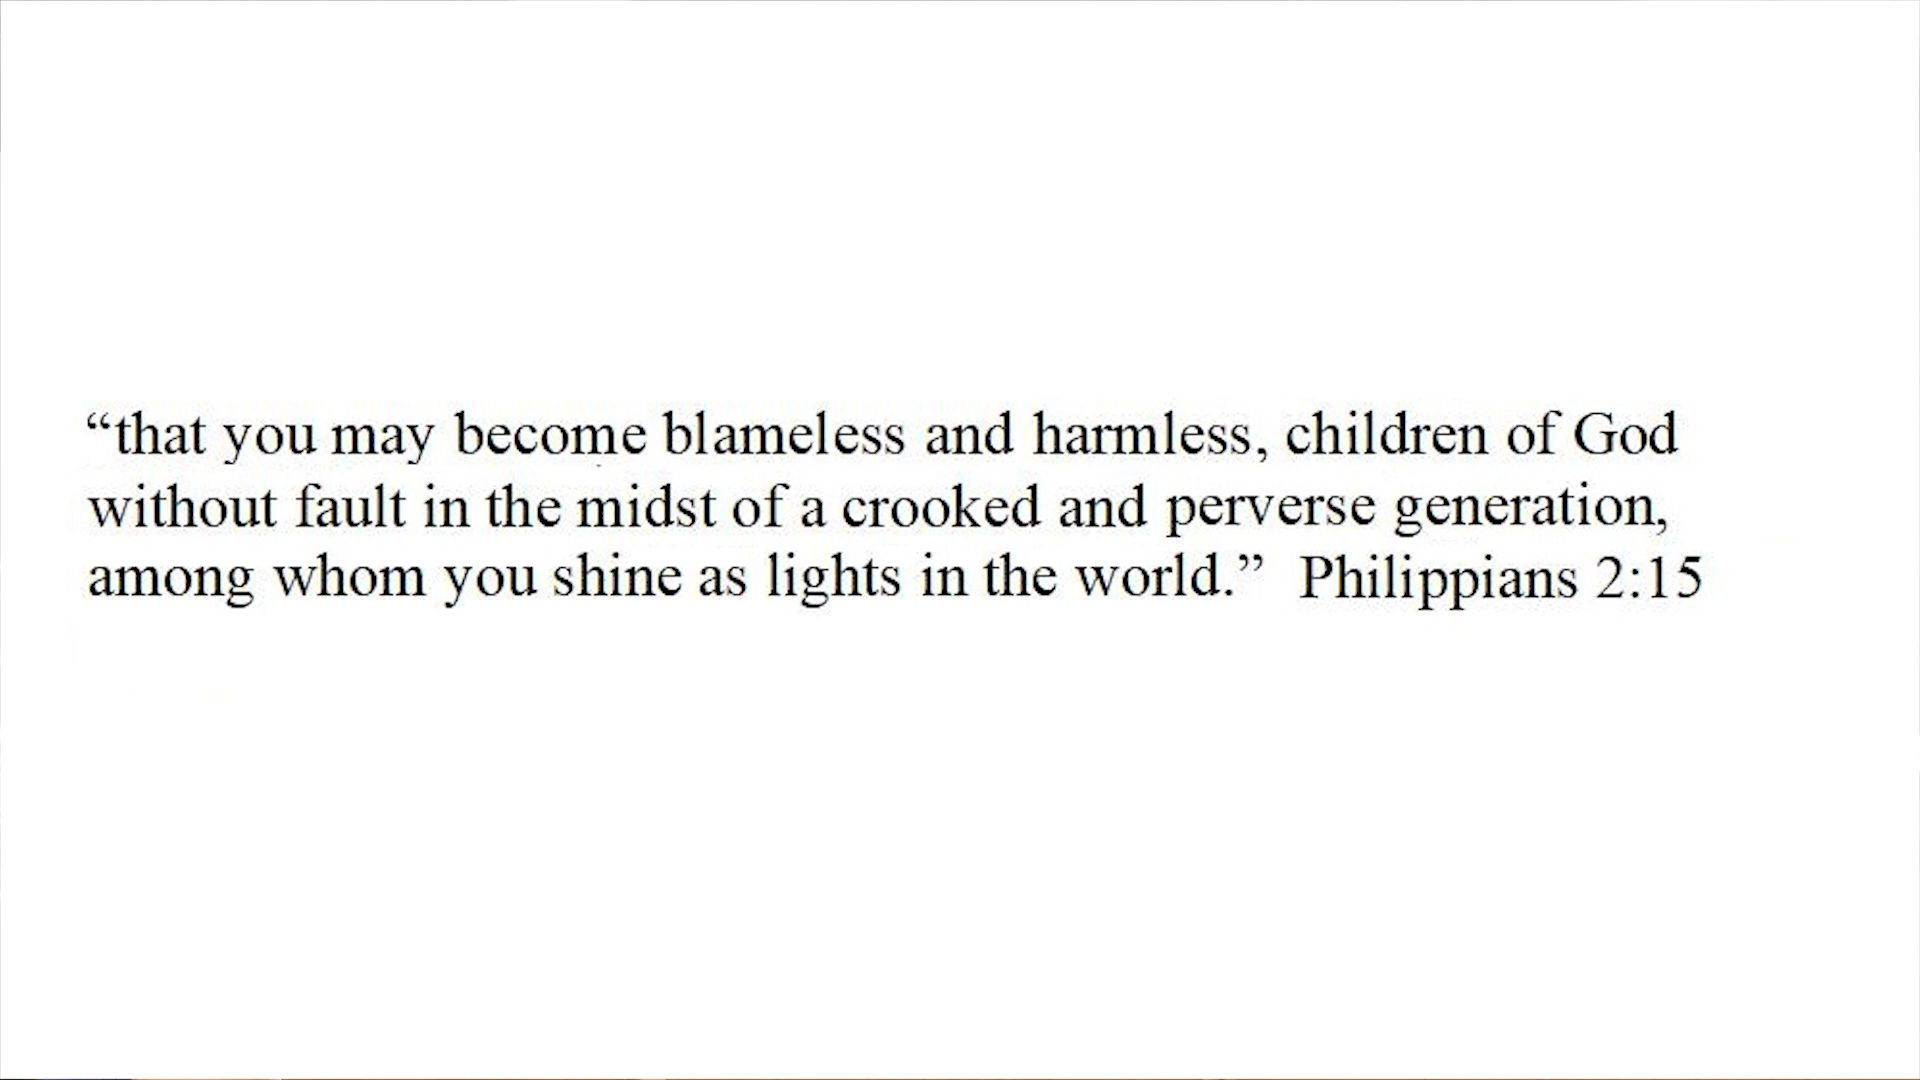 “that you may become blameless and harmless, children of God
without fault in the midst of a crooked and perverse generation,
among whom you shine as lights in the world.”  Philippians 2:15